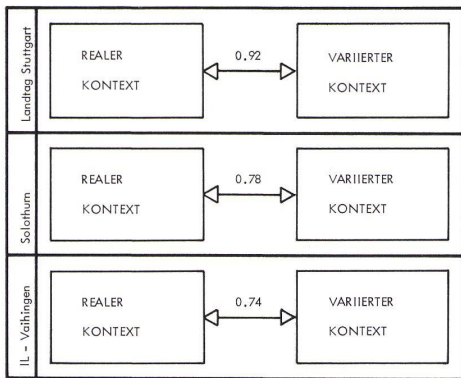 Landtag Stuttgart
REALER
KONTEXT
0.92
VARIIERTER
KONTEXT
Solothurn
REALER
KONTEXT
0.78
VARIIERTER
KONTEXT
IL - Vaihingen
REALER
KONTEXT
0.74
VARIIERTER
KONTEXT